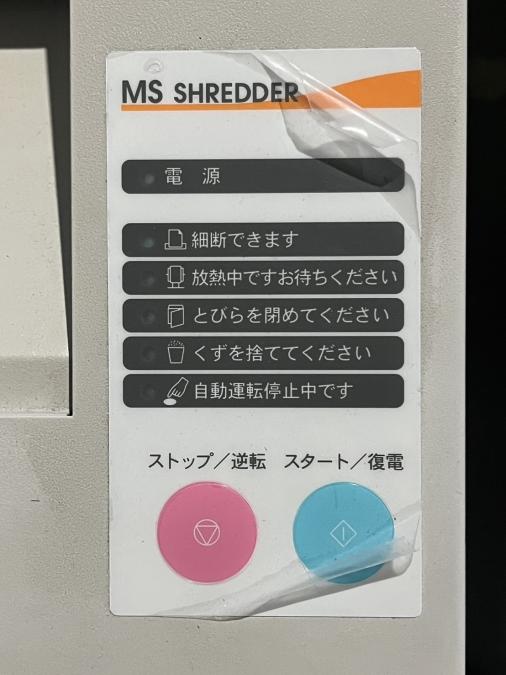 MS SHREDDER
電 源
細断できます
放熱中ですお待ちください
とびらを閉めてください
くずを捨ててください
自動運転停止中です
ストップ／逆転 スタート／復電